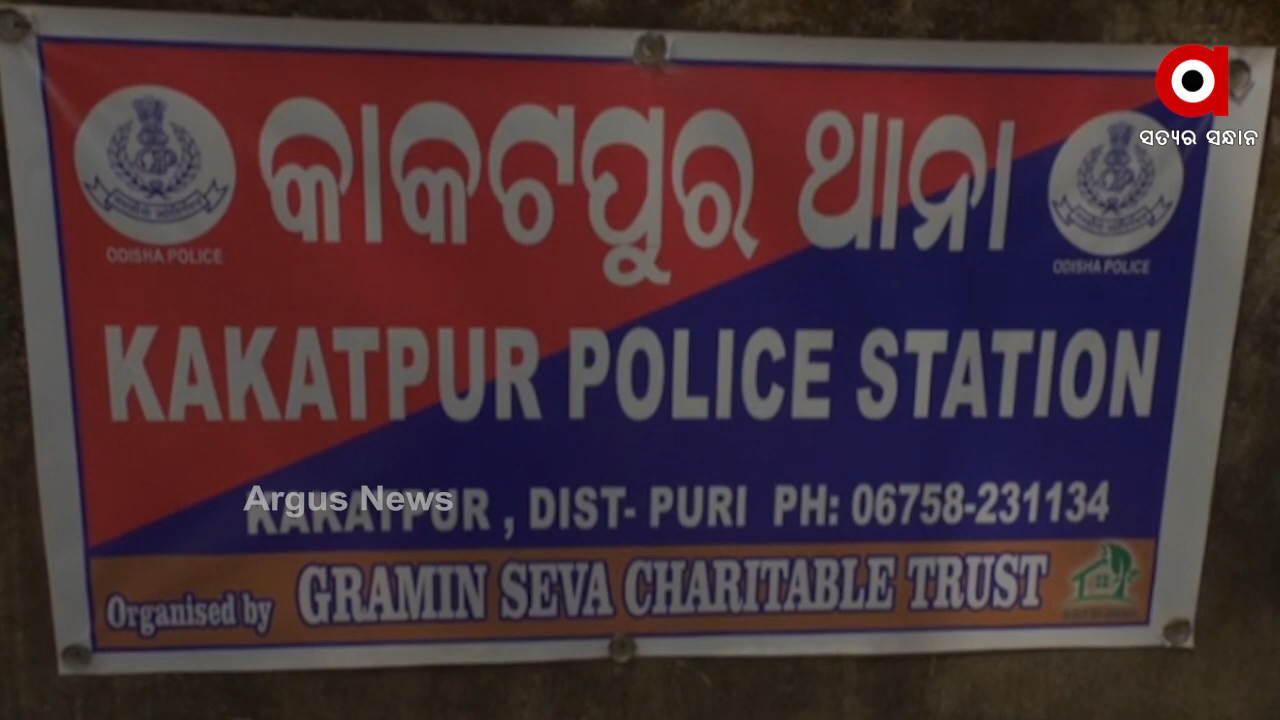 ସତ୍ୟର ସନ୍ଧାନ
କାକଟପୁର ଥାନା
ODISHA POLICE
ODISHA POLICE
KAKATPUR POLICE STATION
Argus News
KAKATPUR , DIST- PURI PH: 06758-231134
Organised by GRAMIN SEVA CHARITABLE TRUST